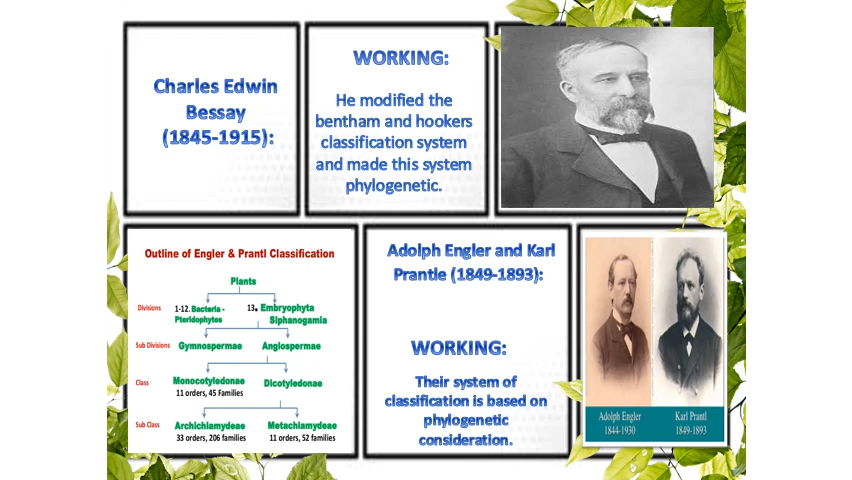 Charles Edwin
Bessay
(1845-1915):
WORKING:
He modified the
bentham and hookers
classification system
and made this system
phylogenetic.
Outline of Engler & Prantl Classification
Plants
Divisions
1-12. Bacteria -
Pteridophytes
13. Embryophyta
Siphanogamia
Sub Divisions
Gymnospermae
Angiospermae
Class
Monocotyledonae
11 orders, 45 Families
Dicotyledonae
Sub Class
Archichlamydeae
33 orders, 206 families
Metachlamydeae
11 orders, 52 families
Adolph Engler and Karl
Prantle (1849-1893):
WORKING:
Their system of
classification is based on
phylogenetic
consideration.
Adolph Engler
1844-1930
Karl Prantl
1849-1893